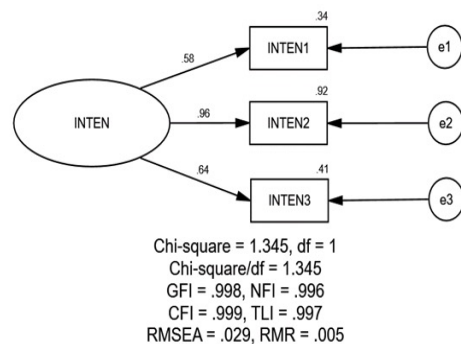 .34
.58
INTEN1
e1
.92
INTEN
.96
INTEN2
e2
.64
.41
INTEN3
e3
Chi-square = 1.345, df = 1
Chi-square/df = 1.345
GFI = .998, NFI = .996
CFI = .999, TLI = .997
RMSEA = .029, RMR = .005